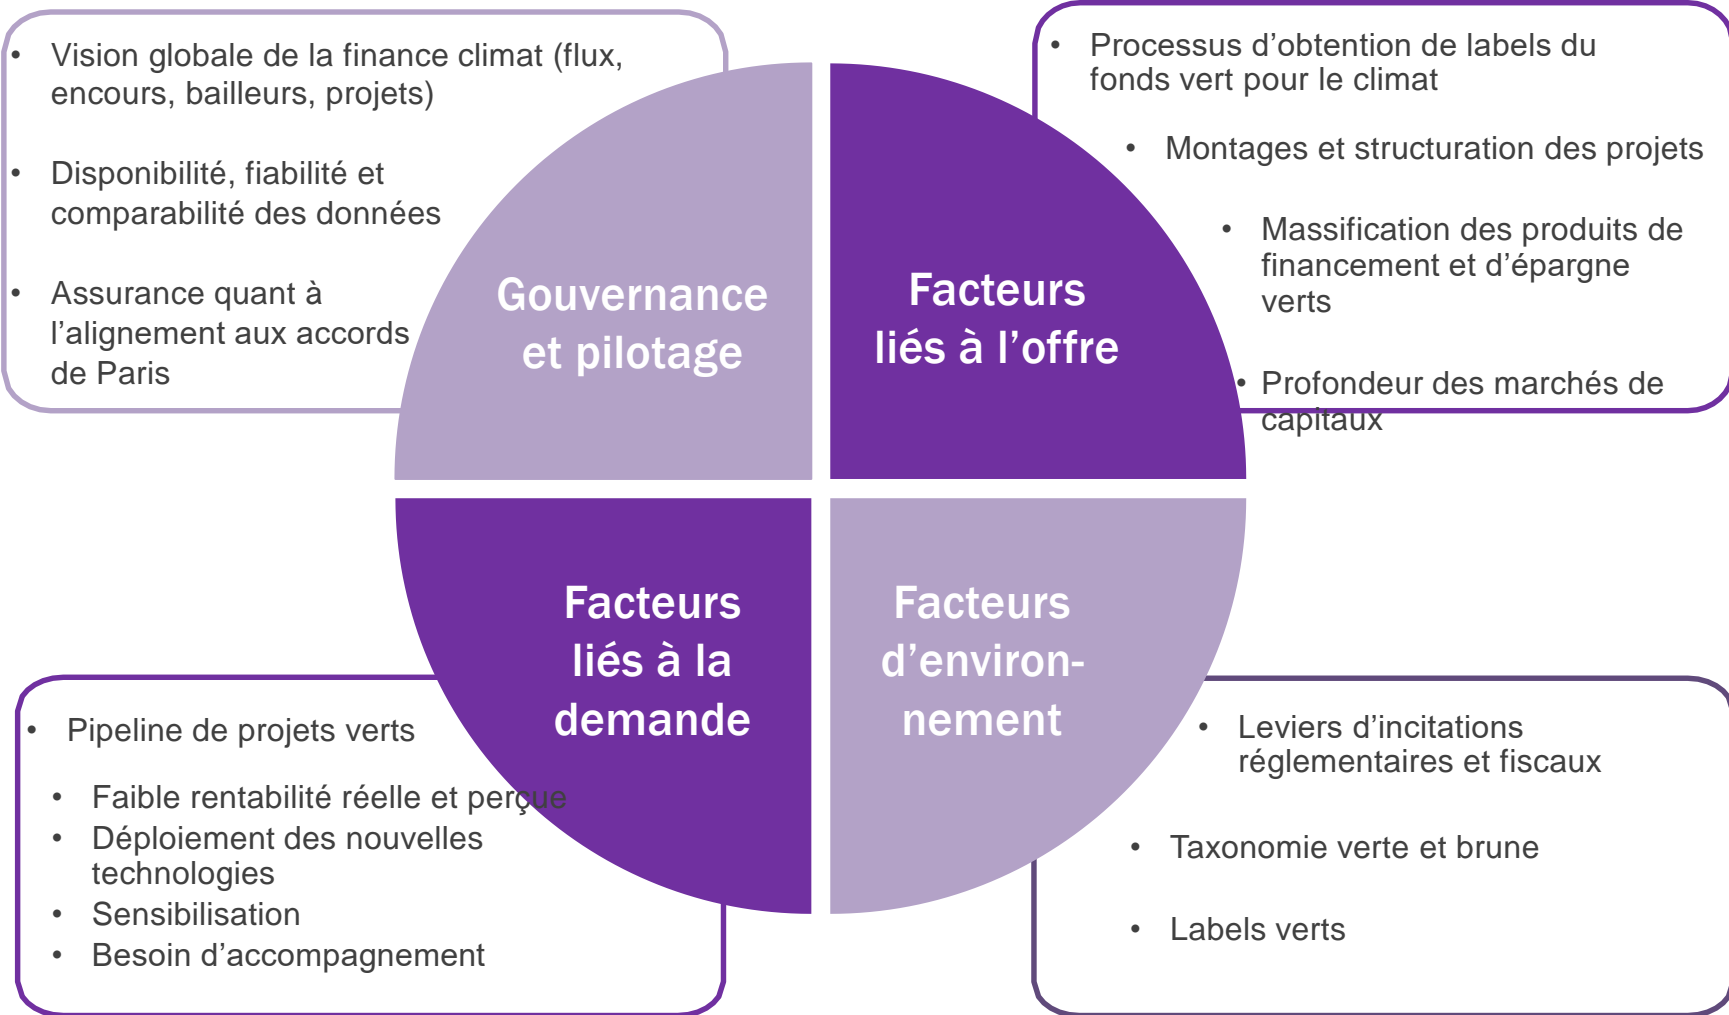 • Vision globale de la finance climat (flux,
encours, bailleurs, projets)
• Disponibilité, fiabilité et
comparabilité des données
• Assurance quant à
l’alignement aux accords
de Paris
Gouvernance
et pilotage
• Processus d’obtention de labels du
fonds vert pour le climat
• Montages et structuration des projets
• Massification des produits de
financement et d’épargne
verts
• Profondeur des marchés de
capitaux
Facteurs
liés à l’offre
Facteurs
liés à la
demande
• Pipeline de projets verts
• Faible rentabilité réelle et perçue
• Déploiement des nouvelles
technologies
• Sensibilisation
• Besoin d’accompagnement
Facteurs
d’environ-
nement
• Leviers d’incitations
réglementaires et fiscaux
• Taxonomie verte et brune
• Labels verts